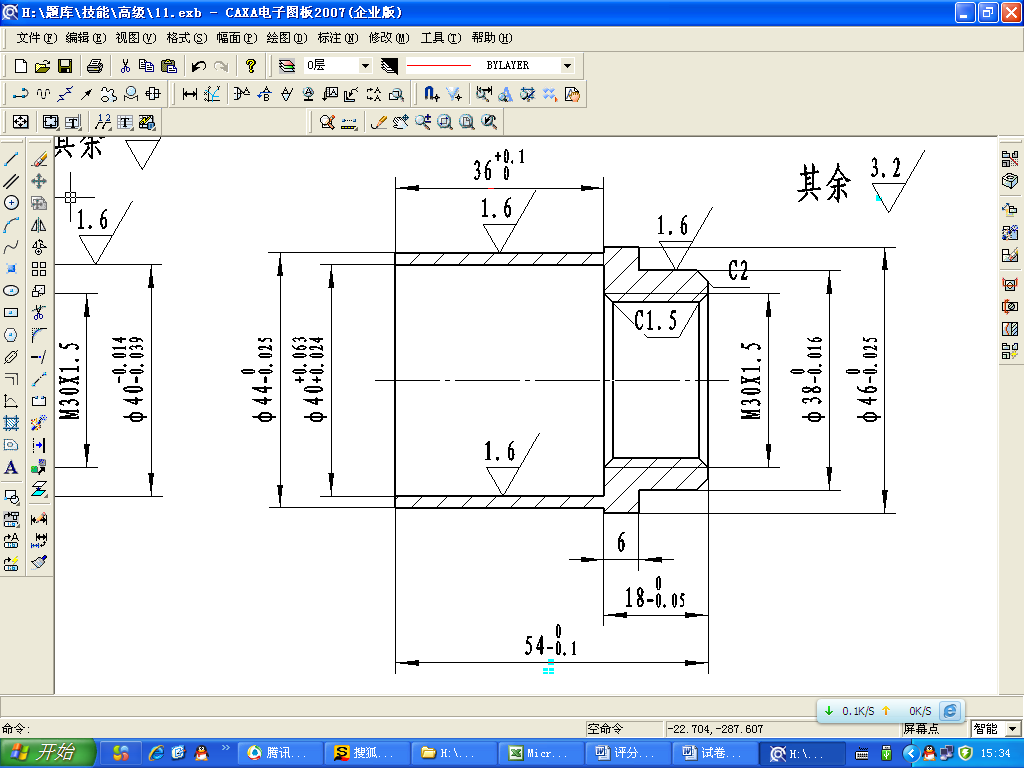 H:\题库\技能\高级\11.exb - CAXA电子图板2007(企业版)
文件(F) 编辑(E) 视图(V) 格式(S) 幅面(P) 绘图(D) 标注(N) 修改(M) 工具(T) 帮助(H)
0层 BYLAYER
其余
36 +0.1 0
其余 3.2
1.6
1.6
1.6
C2
C1.5
M30X1.5
φ40 -0.014 -0.039
φ44 0 -0.025
φ40 +0.063 +0.024
M30X1.5
φ38 0 -0.016
φ46 0 -0.025
1.6
6
18 0 -0.05
54 0 -0.1
0.1K/S 0K/S
命令: 空命令 -22.704,-287.607 屏幕点 智能
开始 腾讯... 搜狐... H:\... Micr... 评分... 试卷... H:\... 15:34